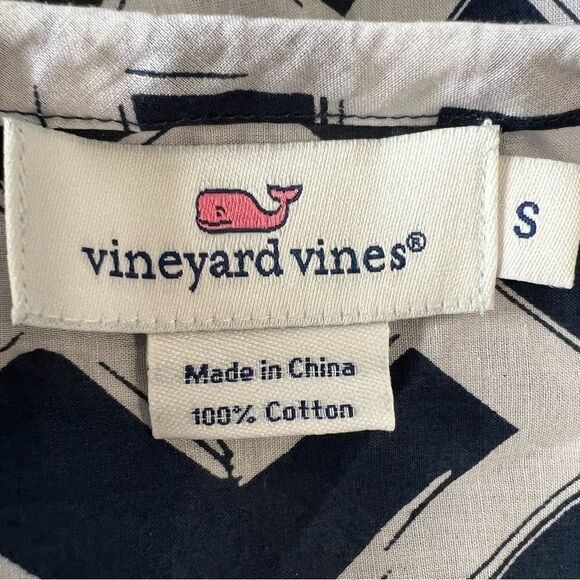 vineyard vines®
S
Made in China
100% Cotton